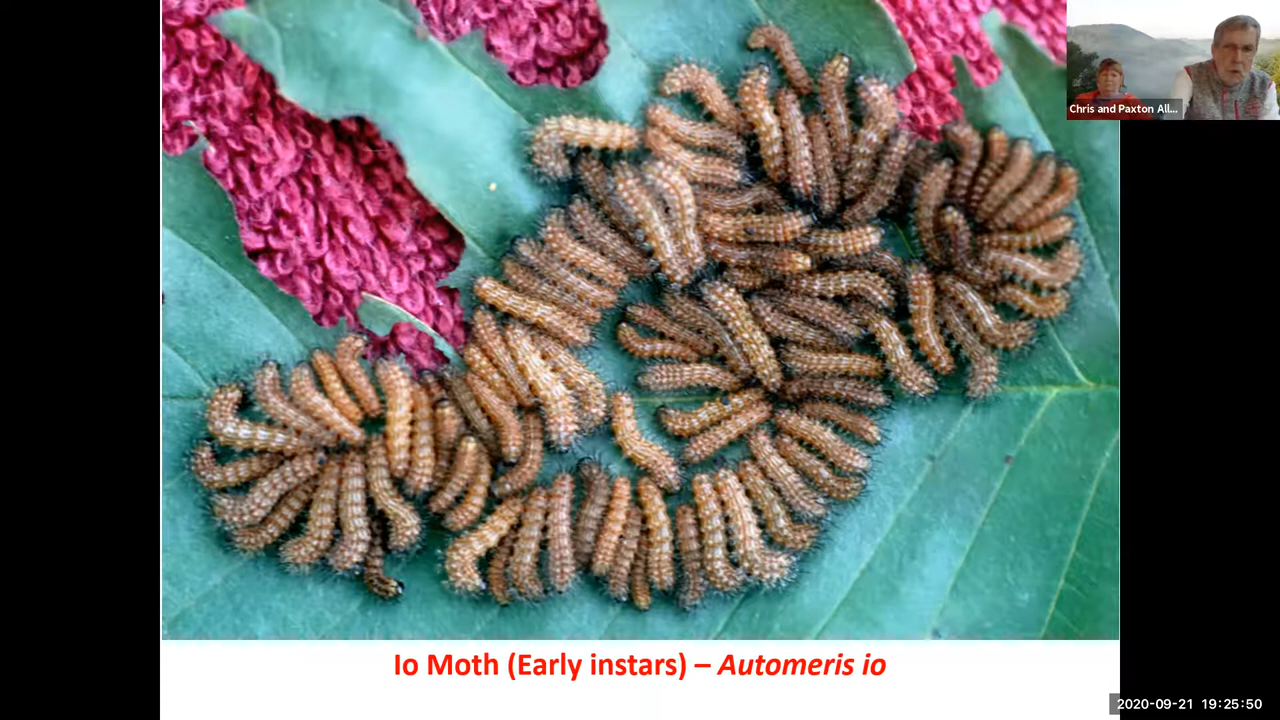 Chris and Paxton All...
Io Moth (Early instars) – Automeris io
2020-09-21 19:25:50